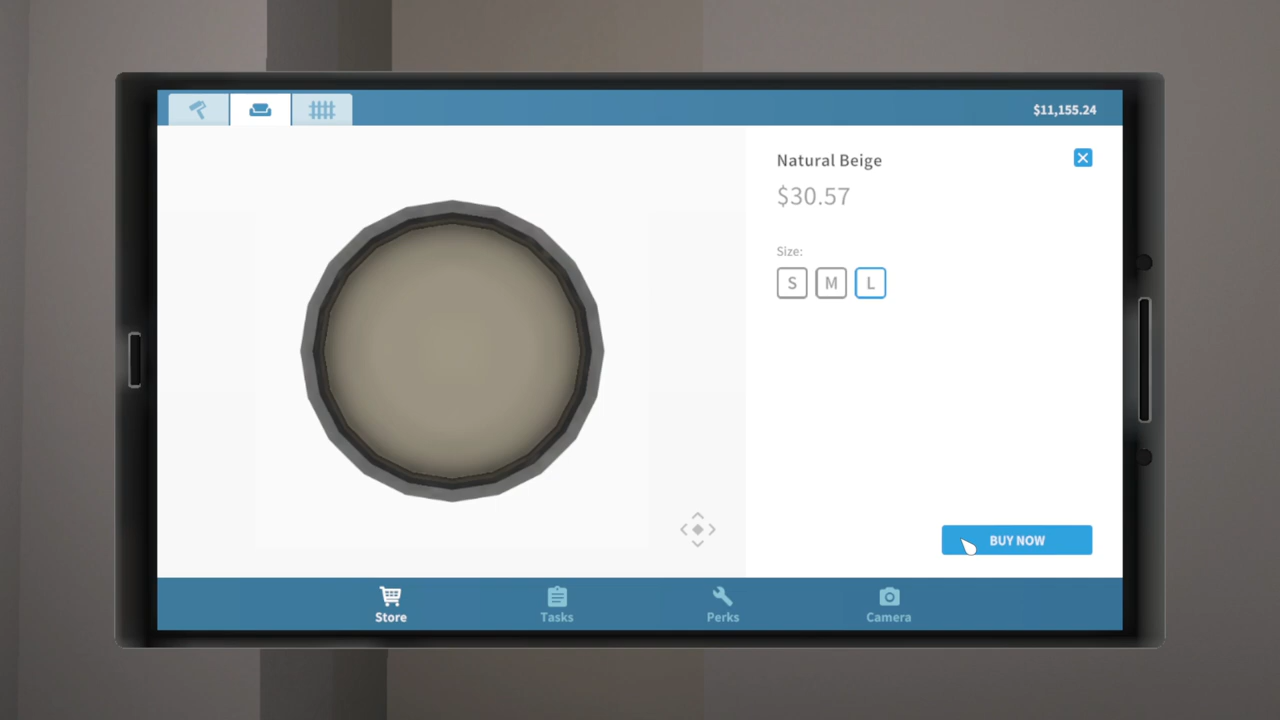 $11,155.24
Natural Beige
$30.57
Size:
S M L
BUY NOW
Store Tasks Perks Camera